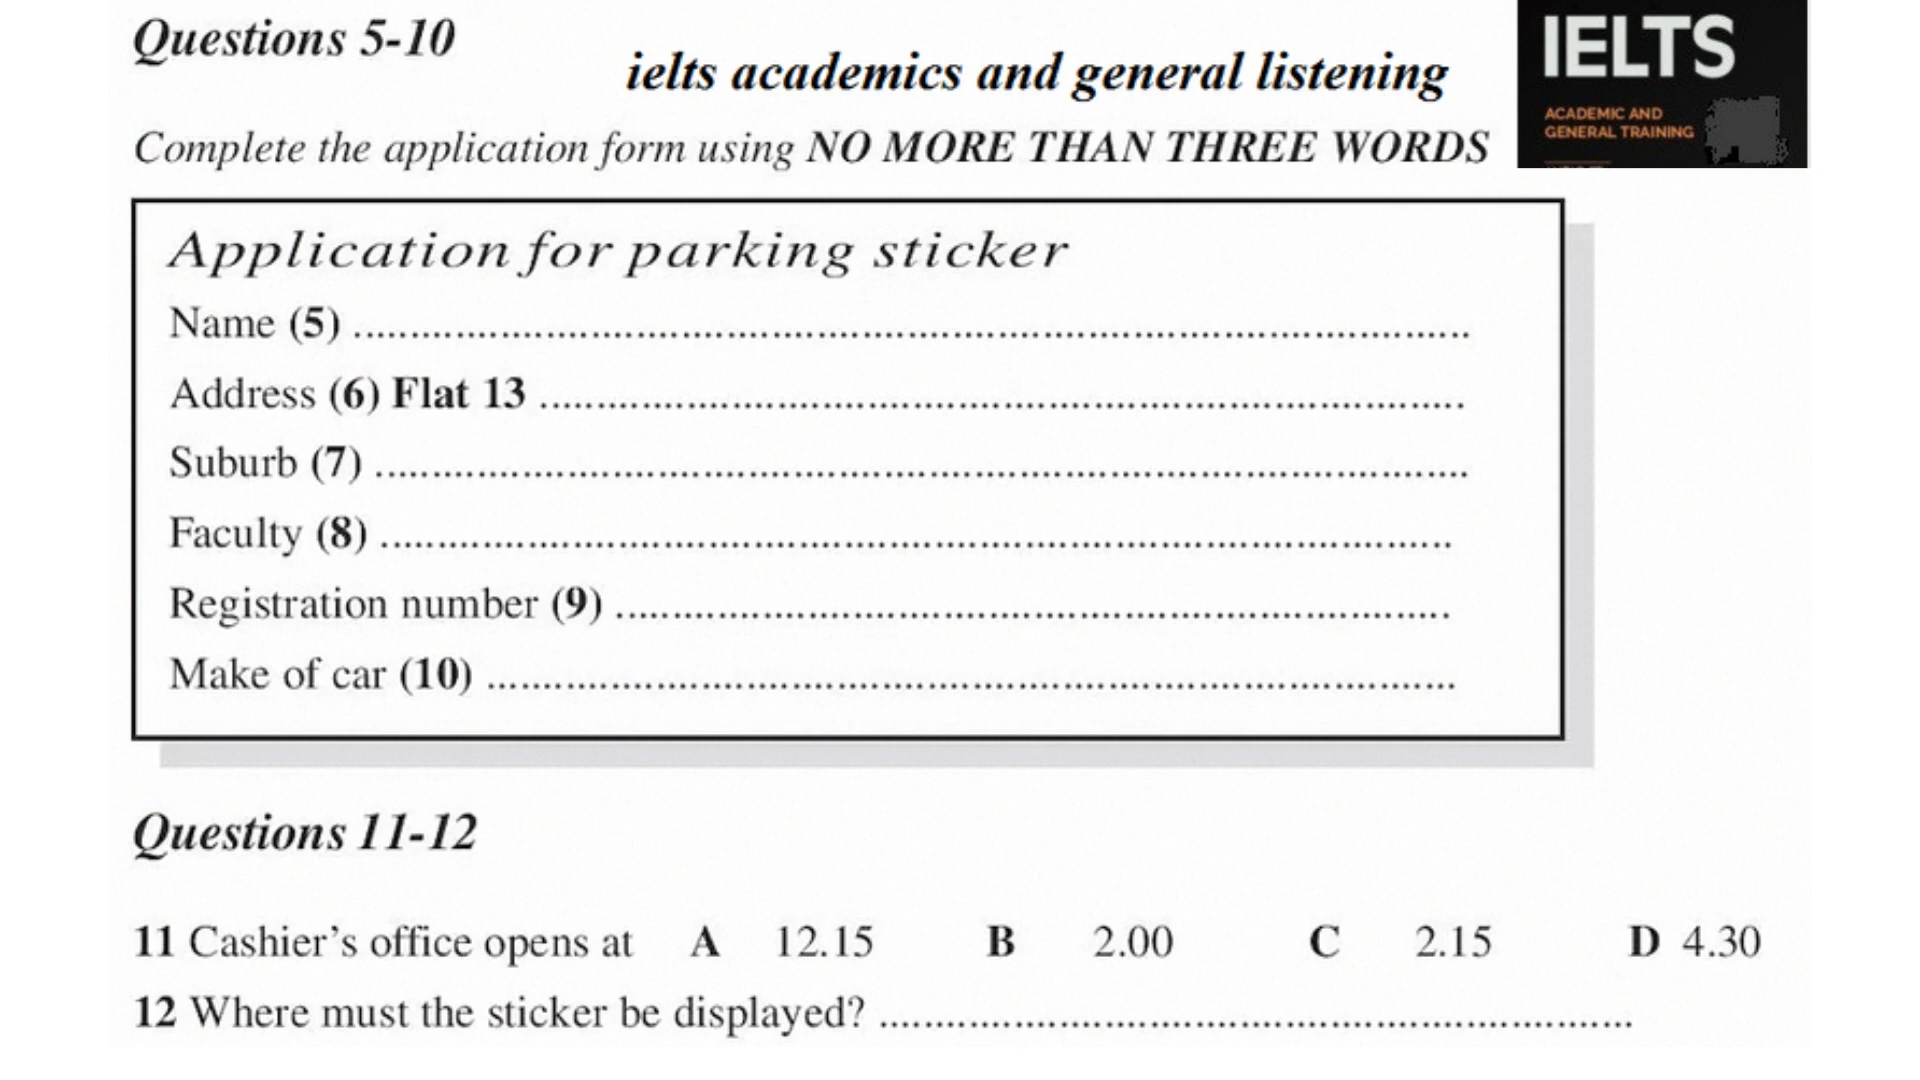 Questions 5-10
ielts academics and general listening
IELTS
ACADEMIC AND
GENERAL TRAINING
Complete the application form using NO MORE THAN THREE WORDS
Application for parking sticker
Name (5) ....................................................................................................
Address (6) Flat 13 ...................................................................................
Suburb (7) ..................................................................................................
Faculty (8) .................................................................................................
Registration number (9) ...........................................................................
Make of car (10) .......................................................................................
Questions 11-12
11 Cashier's office opens at A 12.15 B 2.00 C 2.15 D 4.30
12 Where must the sticker be displayed? ....................................................................